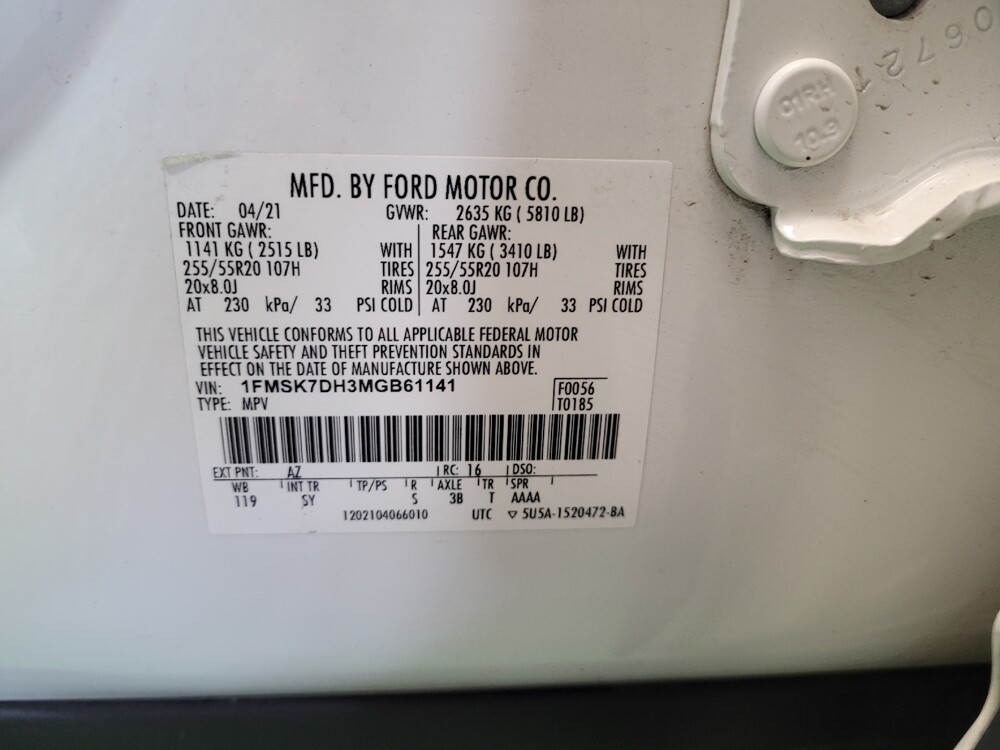 MFD. BY FORD MOTOR CO.
DATE: 04/21 GVWR: 2635 KG ( 5810 LB)
FRONT GAWR: REAR GAWR:
1141 KG ( 2515 LB) WITH 1547 KG ( 3410 LB) WITH
255/55R20 107H TIRES 255/55R20 107H TIRES
20x8.0J RIMS 20x8.0J RIMS
AT 230 kPa/ 33 PSI COLD AT 230 kPa/ 33 PSI COLD
THIS VEHICLE CONFORMS TO ALL APPLICABLE FEDERAL MOTOR
VEHICLE SAFETY AND THEFT PREVENTION STANDARDS IN
EFFECT ON THE DATE OF MANUFACTURE SHOWN ABOVE.
VIN: 1FMSK7DH3MGB61141 F0056
TYPE: MPV T0185
EXT PNT: AZ RC: 16 DSO:
WB INT TR TP/PS R AXLE TR SPR
119 SY S 3B T AAAA
1202104066010 UTC ▽ 5U5A-1520472-BA
01RH
10.9